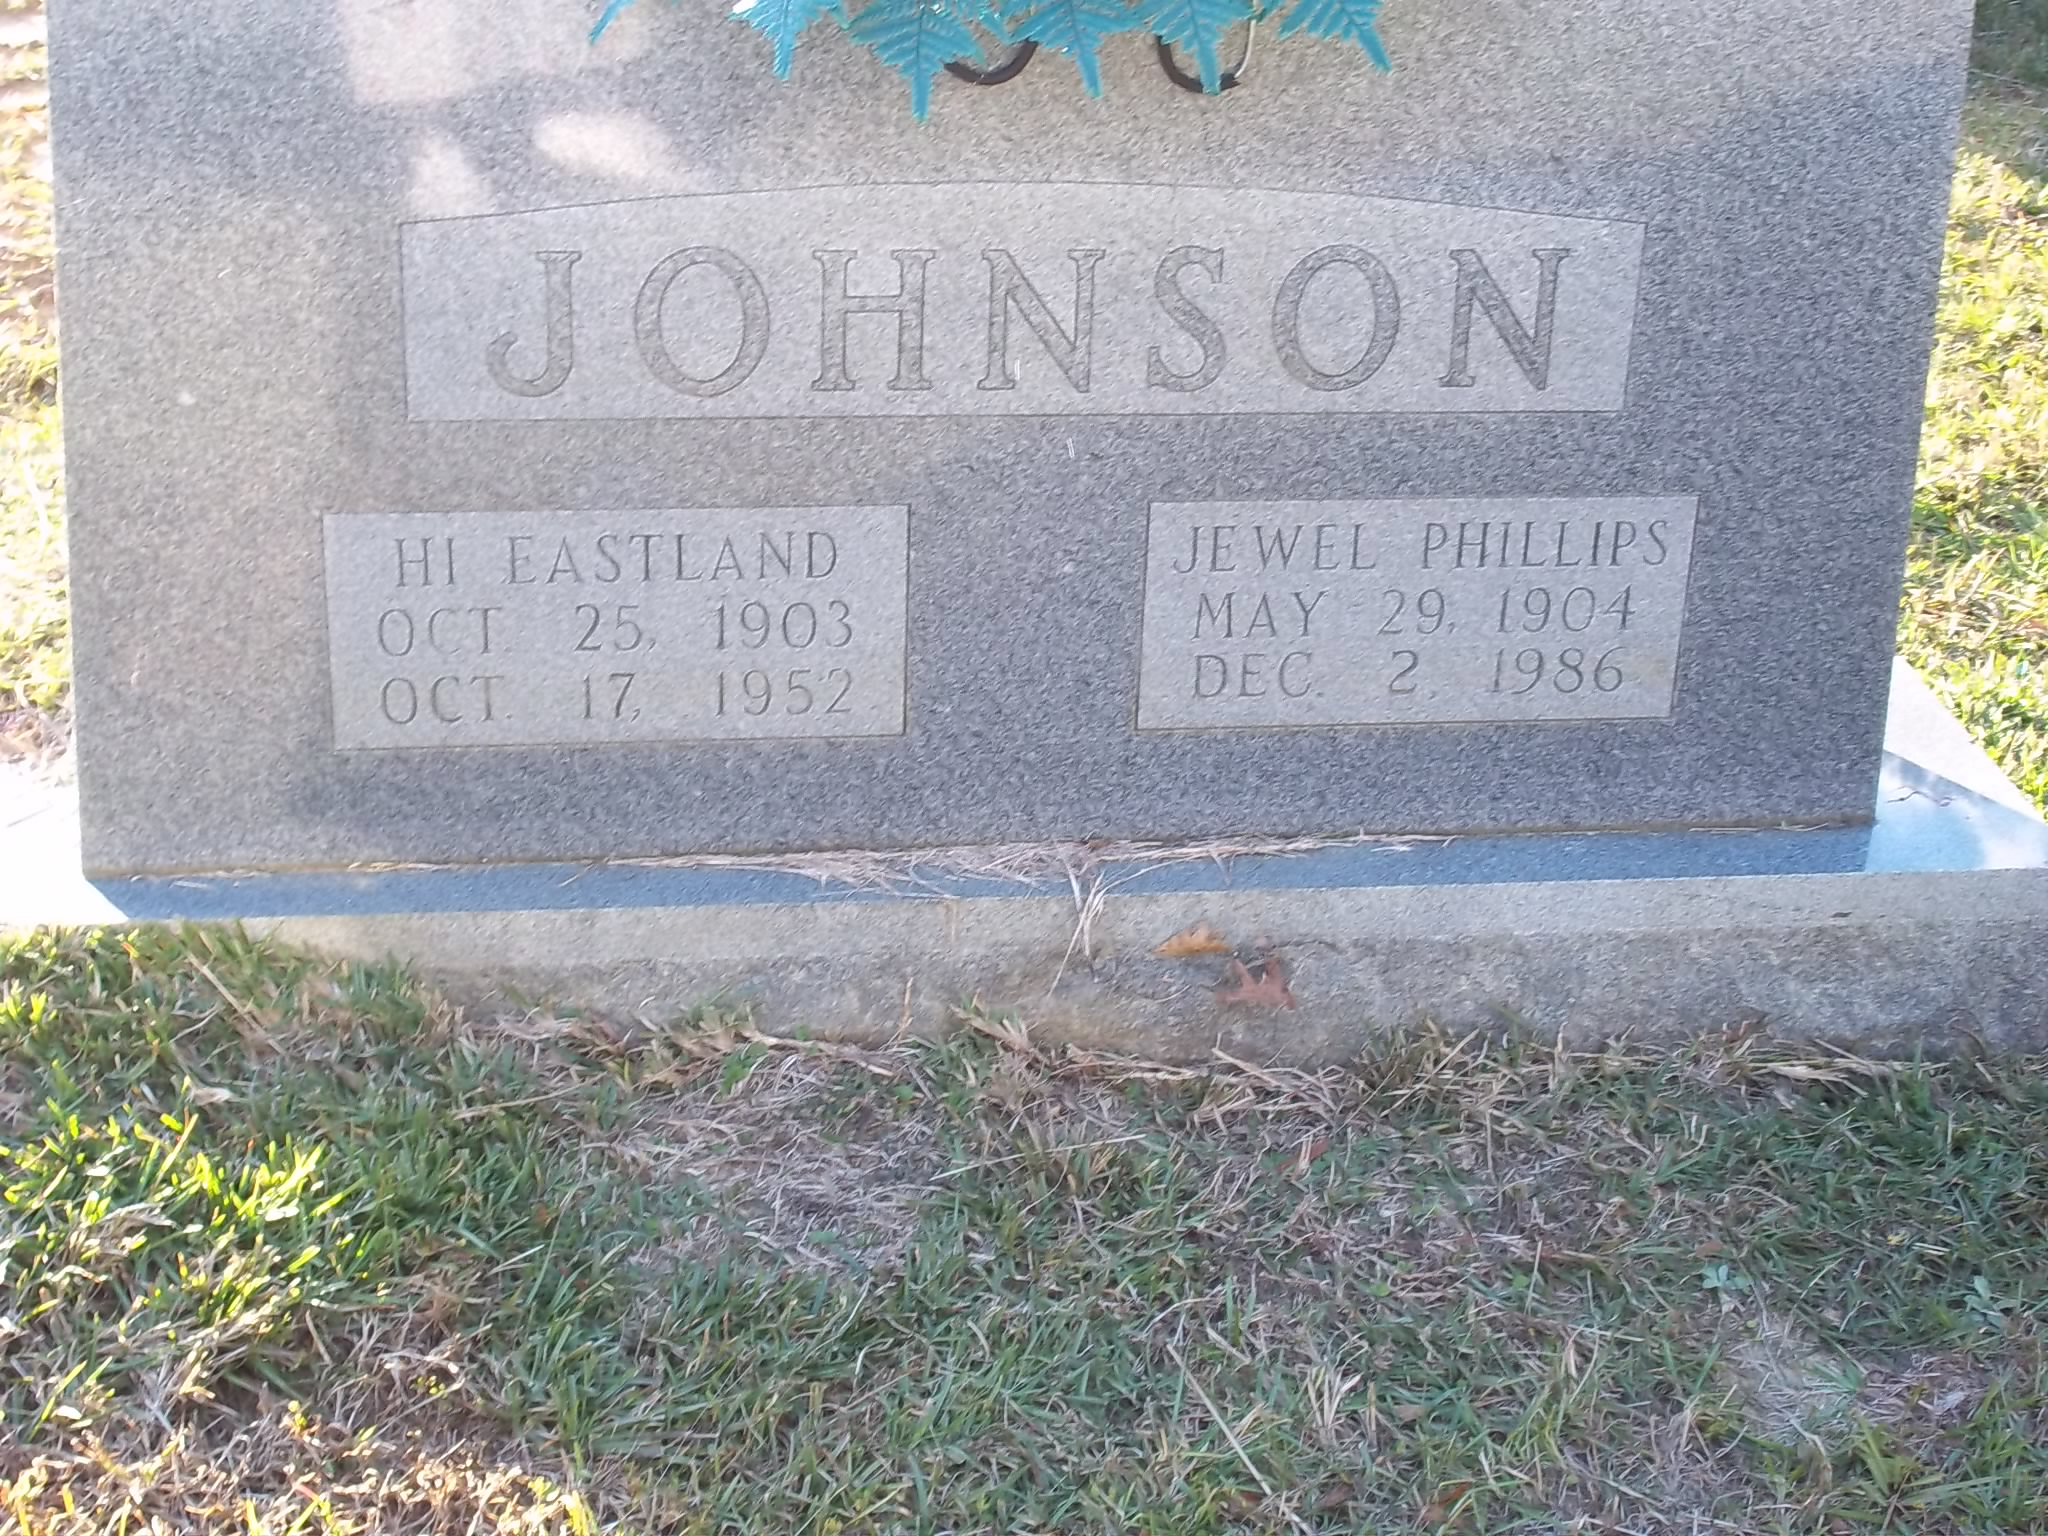 JOHNSON
HI EASTLAND
OCT. 25, 1903
OCT. 17, 1952
JEWEL PHILLIPS
MAY 29, 1904
DEC. 2, 1986